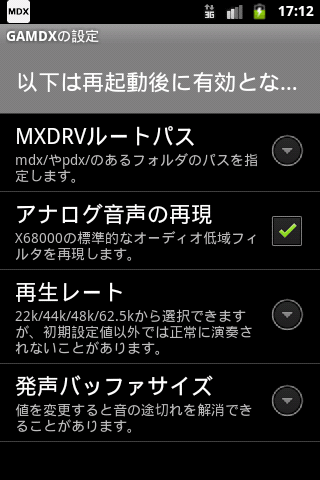 MDX 3G 17:12
GAMDXの設定
以下は再起動後に有効とな...
MXDRVルートパス
mdx/やpdx/のあるフォルダのパスを指
定します。
アナログ音声の再現
X68000の標準的なオーディオ低域フィ
ルタを再現します。
再生レート
22k/44k/48k/62.5kから選択できます
が、初期設定値以外では正常に演奏さ
れないことがあります。
発声バッファサイズ
値を変更すると音の途切れを解消でき
ることがあります。